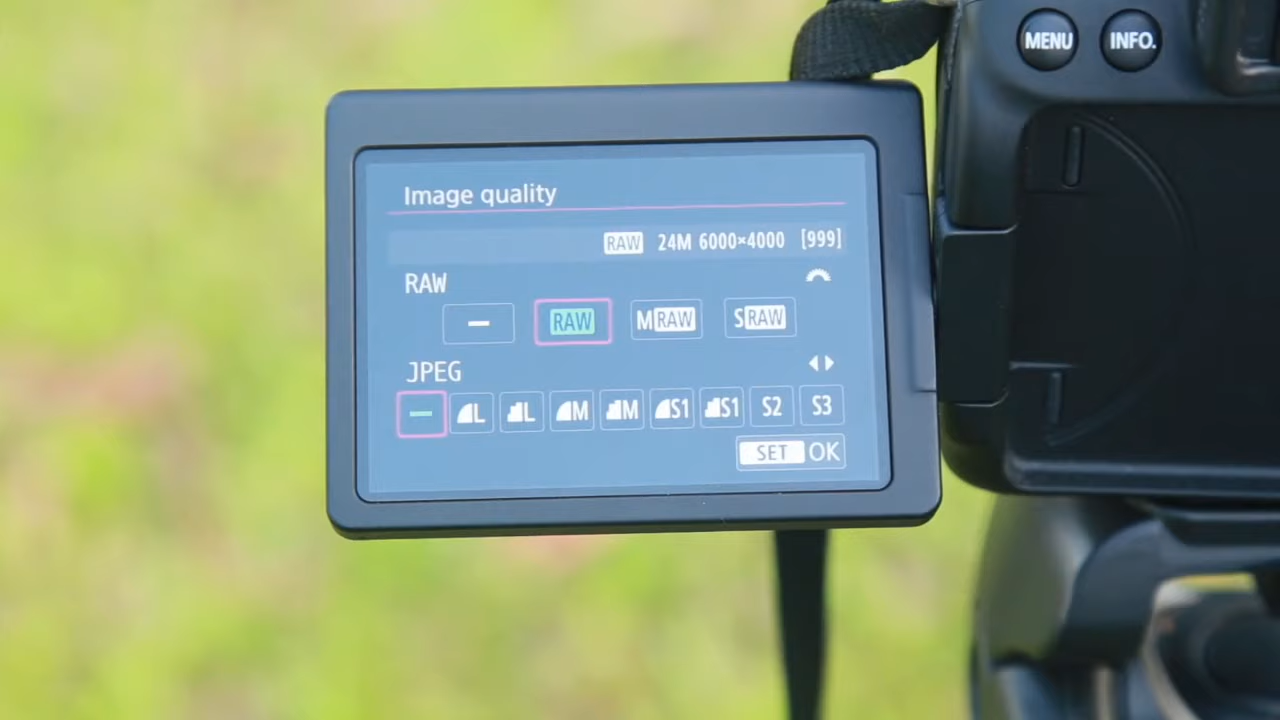 MENU INFO.
Image quality
RAW 24M 6000×4000 [999]
RAW
RAW MRAW SRAW
JPEG
L L M M S1 S1 S2 S3
SET OK